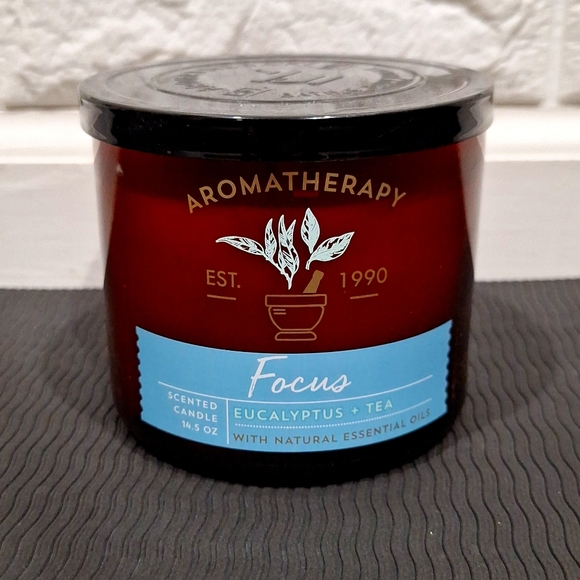 AROMATHERAPY
EST. 1990
Focus
SCENTED
CANDLE
14.5 OZ
EUCALYPTUS + TEA
WITH NATURAL ESSENTIAL OILS